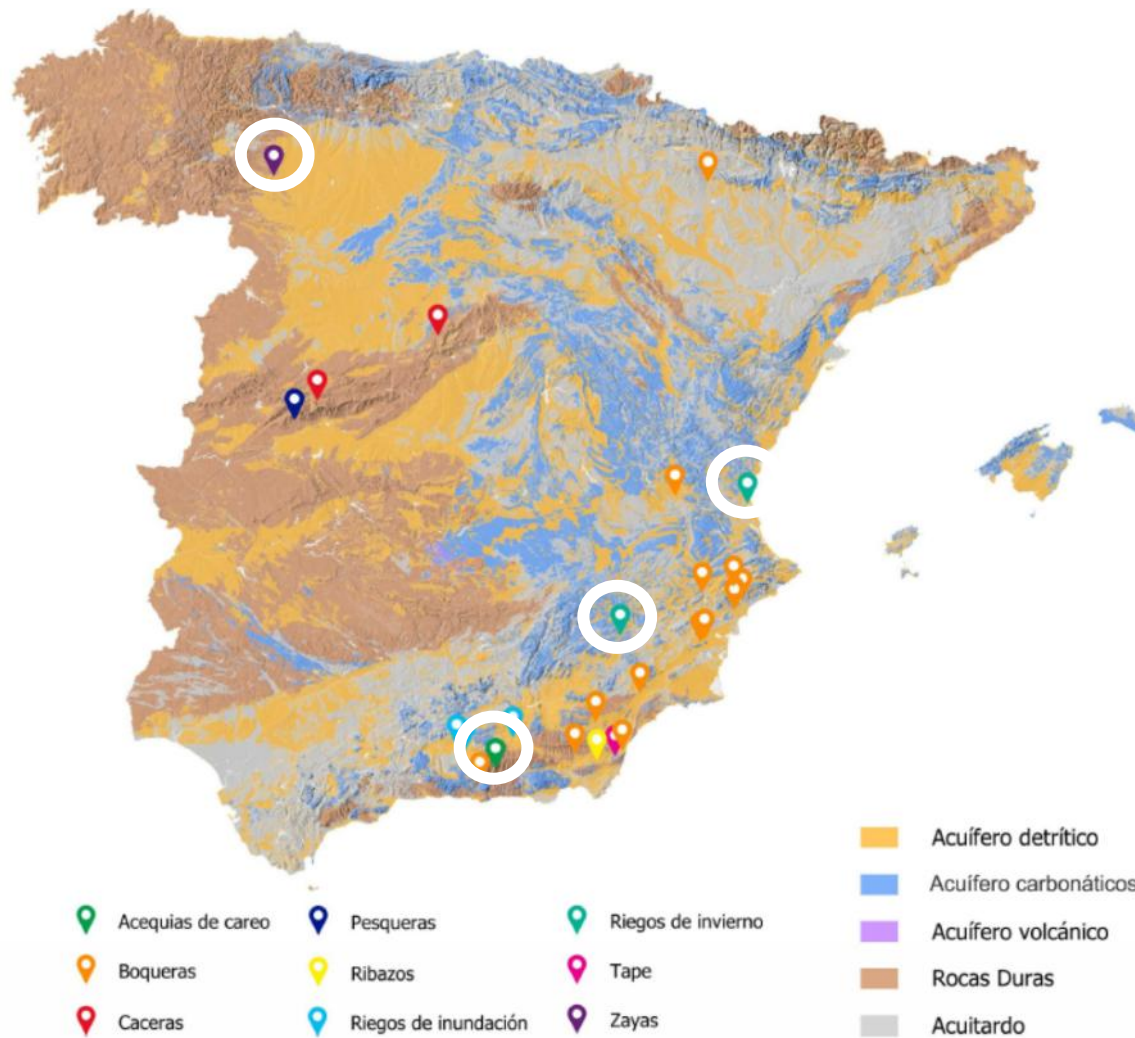 Acequias de careo
Boqueras
Caceras
Pesqueras
Ribazos
Riegos de inundación
Riegos de invierno
Tape
Zayas
Acuífero detrítico
Acuífero carbonáticos
Acuífero volcánico
Rocas Duras
Acuitardo